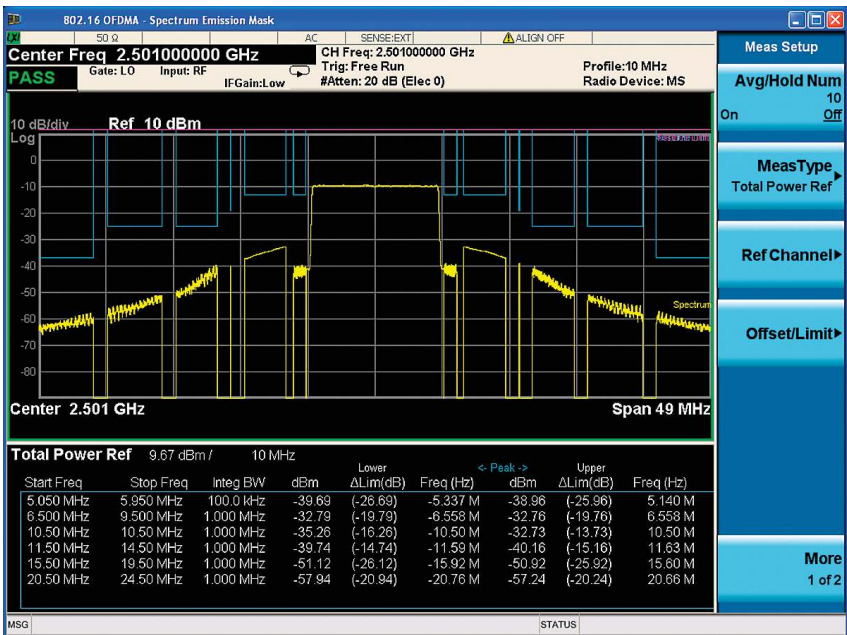 802.16 OFDMA - Spectrum Emission Mask
50 Ω AC SENSE:EXT ALIGN OFF
Center Freq 2.501000000 GHz
CH Freq: 2.501000000 GHz
PASS
Gate: LO Input: RF
IFGain:Low
Trig: Free Run
#Atten: 20 dB (Elec 0)
Profile:10 MHz
Radio Device: MS
10 dB/div Ref 10 dBm
Log
0
-10
-20
-30
-40
-50
-60
-70
-80
Spectrum
Center 2.501 GHz Span 49 MHz
Total Power Ref 9.67 dBm / 10 MHz
Lower <- Peak -> Upper
Start Freq Stop Freq Integ BW dBm ΔLim(dB) Freq (Hz) dBm ΔLim(dB) Freq (Hz)
5.050 MHz 5.950 MHz 100.0 kHz -39.69 (-26.69) -5.337 M -38.96 (-25.96) 5.140 M
6.500 MHz 9.500 MHz 1.000 MHz -32.79 (-19.79) -6.558 M -32.76 (-19.76) 6.558 M
10.50 MHz 10.50 MHz 1.000 MHz -35.26 (-16.26) -10.50 M -32.73 (-13.73) 10.50 M
11.50 MHz 14.50 MHz 1.000 MHz -39.74 (-14.74) -11.59 M -40.16 (-15.16) 11.63 M
15.50 MHz 19.50 MHz 1.000 MHz -51.12 (-26.12) -15.92 M -50.92 (-25.92) 15.60 M
20.50 MHz 24.50 MHz 1.000 MHz -57.94 (-20.94) -20.76 M -57.24 (-20.24) 20.66 M
MSG STATUS
Meas Setup
Avg/Hold Num
10
On Off
MeasType
Total Power Ref
Ref Channel
Offset/Limit
More
1 of 2